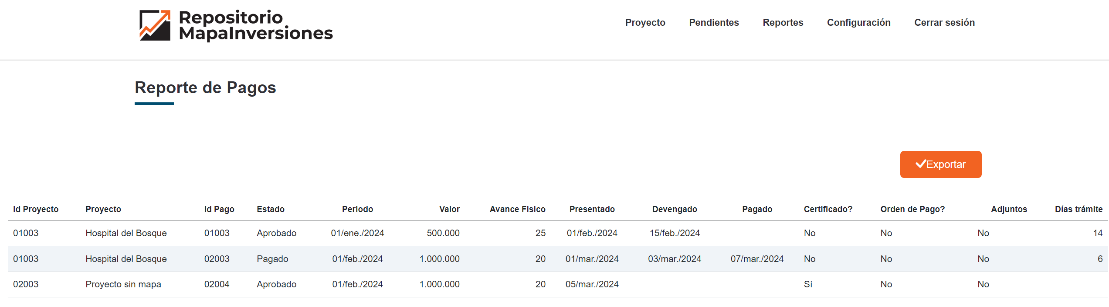 Repositorio
MapaInversiones
Proyecto Pendientes Reportes Configuración Cerrar sesión
Reporte de Pagos
Exportar
Id Proyecto Proyecto Id Pago Estado Periodo Valor Avance Físico Presentado Devengado Pagado Certificado? Orden de Pago? Adjuntos Días trámite
01003 Hospital del Bosque 01003 Aprobado 01/ene./2024 500.000 25 01/feb./2024 15/feb./2024 No No No 14
01003 Hospital del Bosque 02003 Pagado 01/feb./2024 1.000.000 20 01/mar./2024 03/mar./2024 07/mar./2024 No No No 6
02003 Proyecto sin mapa 02004 Aprobado 01/feb./2024 1.000.000 20 05/mar./2024 Sí No No